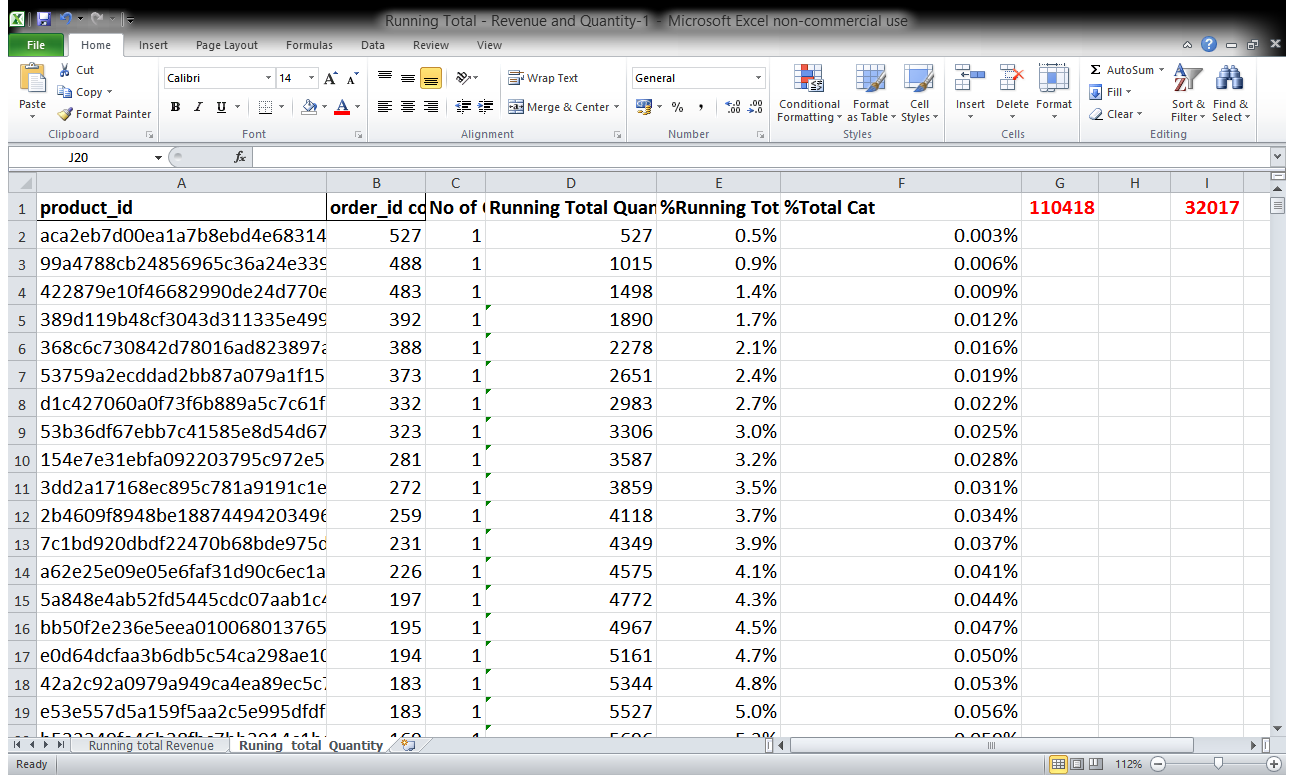 Running Total - Revenue and Quantity-1 - Microsoft Excel non-commercial use
File Home Insert Page Layout Formulas Data Review View
Paste
Cut
Copy
Format Painter
Clipboard
Calibri 14
B I U
Font
Wrap Text
Merge & Center
Alignment
General
Number
Conditional Formatting
Format as Table
Cell Styles
Styles
Insert Delete Format
Cells
AutoSum
Fill
Clear
Sort & Filter
Find & Select
Editing
J20 fx
A B C D E F G H I
1 product_id order_id co No of Running Total Quan %Running Tot %Total Cat 110418 32017
2 aca2eb7d00ea1a7b8ebd4e68314 527 1 527 0.5% 0.003%
3 99a4788cb24856965c36a24e339 488 1 1015 0.9% 0.006%
4 422879e10f46682990de24d770e 483 1 1498 1.4% 0.009%
5 389d119b48cf3043d311335e499 392 1 1890 1.7% 0.012%
6 368c6c730842d78016ad823897a 388 1 2278 2.1% 0.016%
7 53759a2ecddad2bb87a079a1f15 373 1 2651 2.4% 0.019%
8 d1c427060a0f73f6b889a5c7c61f 332 1 2983 2.7% 0.022%
9 53b36df67ebb7c41585e8d54d67 323 1 3306 3.0% 0.025%
10 154e7e31ebfa092203795c972e5 281 1 3587 3.2% 0.028%
11 3dd2a17168ec895c781a9191c1e 272 1 3859 3.5% 0.031%
12 2b4609f8948be18874494203496 259 1 4118 3.7% 0.034%
13 7c1bd920dbdf22470b68bde975d 231 1 4349 3.9% 0.037%
14 a62e25e09e05e6faf31d90c6ec1a 226 1 4575 4.1% 0.041%
15 5a848e4ab52fd5445cdc07aab1c4 197 1 4772 4.3% 0.044%
16 bb50f2e236e5eea010068013765 195 1 4967 4.5% 0.047%
17 e0d64dcfaa3b6db5c54ca298ae10 194 1 5161 4.7% 0.050%
18 42a2c92a0979a949ca4ea89ec5c7 183 1 5344 4.8% 0.053%
19 e53e557d5a159f5aa2c5e995dfdf 183 1 5527 5.0% 0.056%
Running total Revenue Runing_total_Quantity
Ready 112%